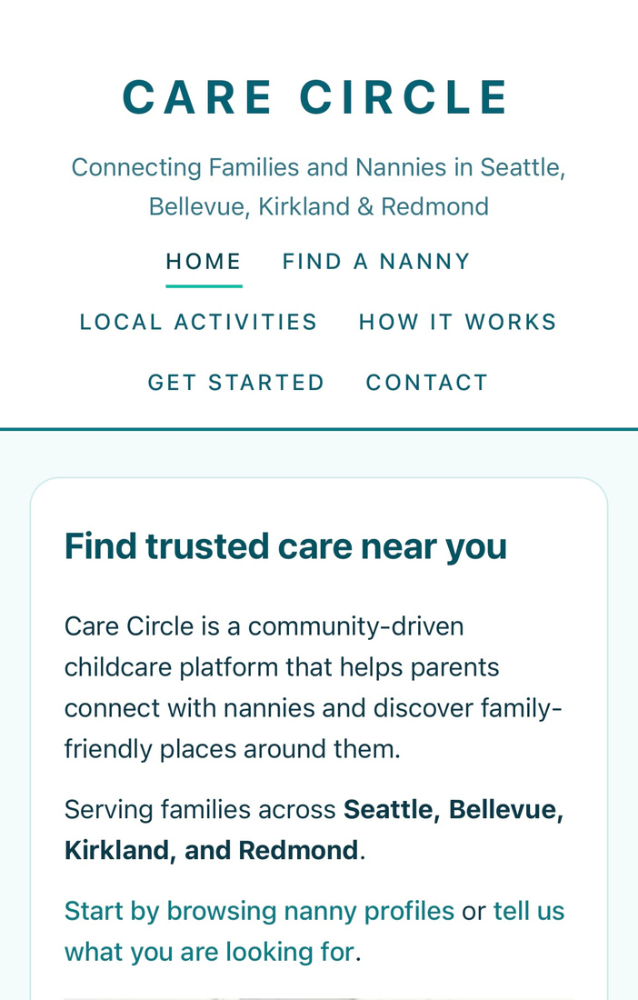 CARE CIRCLE
Connecting Families and Nannies in Seattle,
Bellevue, Kirkland & Redmond
HOME FIND A NANNY
LOCAL ACTIVITIES HOW IT WORKS
GET STARTED CONTACT
Find trusted care near you
Care Circle is a community-driven
childcare platform that helps parents
connect with nannies and discover family-
friendly places around them.
Serving families across Seattle, Bellevue,
Kirkland, and Redmond.
Start by browsing nanny profiles or tell us
what you are looking for.